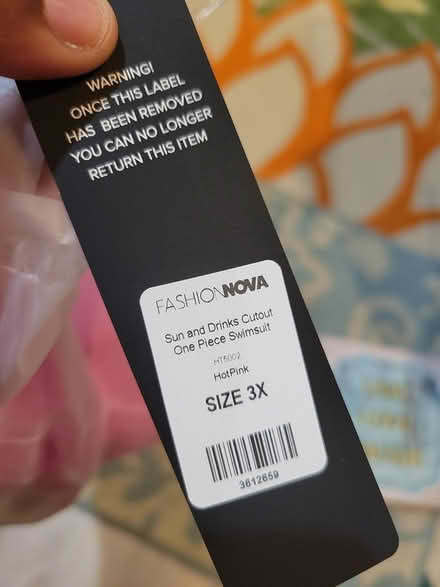 WARNING!
ONCE THIS LABEL
HAS BEEN REMOVED
YOU CAN NO LONGER
RETURN THIS ITEM
FASHIONNOVA
Sun and Drinks Cutout
One Piece Swimsuit
HT5002
HotPink
SIZE 3X
3612659